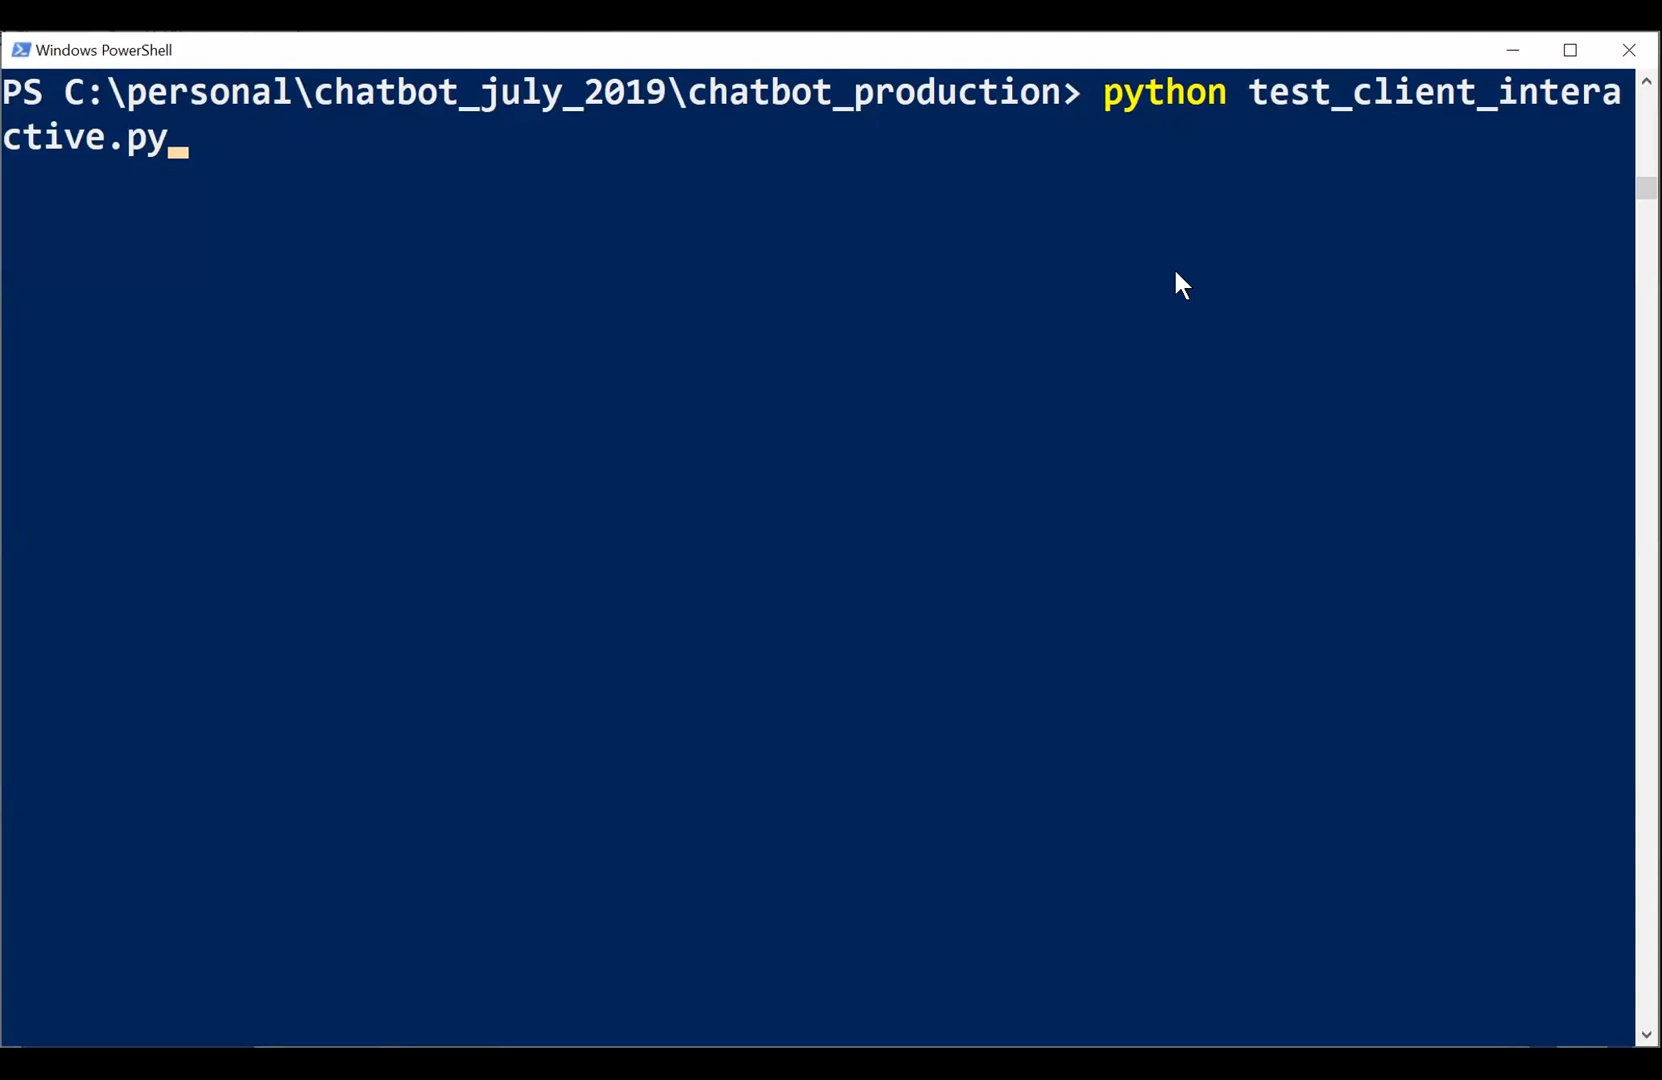 Windows PowerShell
PS C:\personal\chatbot_july_2019\chatbot_production> python test_client_intera
ctive.py